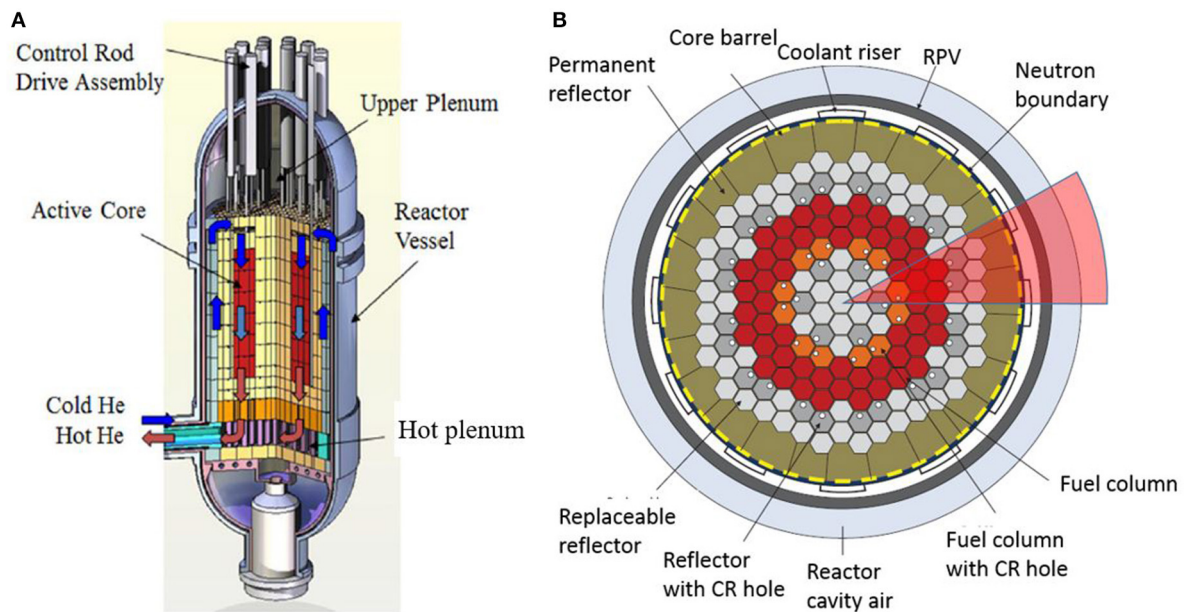 A
Control Rod
Drive Assembly
Upper Plenum
Active Core
Reactor
Vessel
Cold He
Hot He
Hot plenum
B
Core barrel
Coolant riser
RPV
Permanent
reflector
Neutron
boundary
Fuel column
Replaceable
reflector
Reflector
with CR hole
Reactor
cavity air
Fuel column
with CR hole